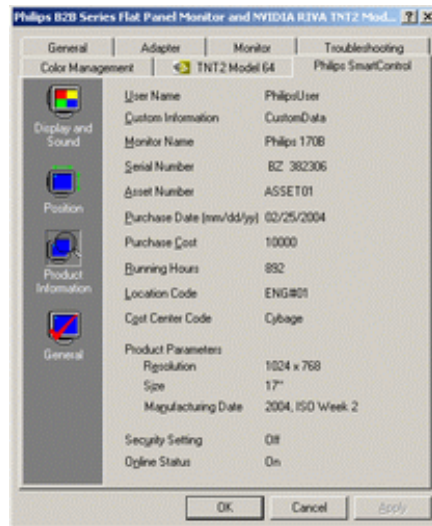 Philips B2B Series Flat Panel Monitor and NVIDIA RIVA TNT2 Mod... ? X
General Adapter Monitor Troubleshooting
Color Management TNT2 Model 64 Philips SmartControl
Display and Sound
Position
Product Information
General
User Name PhilipsUser
Custom Information CustomData
Monitor Name Philips 170B
Serial Number BZ 382306
Asset Number ASSET01
Purchase Date (mm/dd/yy) 02/25/2004
Purchase Cost 10000
Running Hours 892
Location Code ENG#01
Cost Center Code Cybage
Product Parameters
Resolution 1024 x 768
Size 17"
Manufacturing Date 2004, ISO Week 2
Security Setting Off
Online Status On
OK Cancel Apply